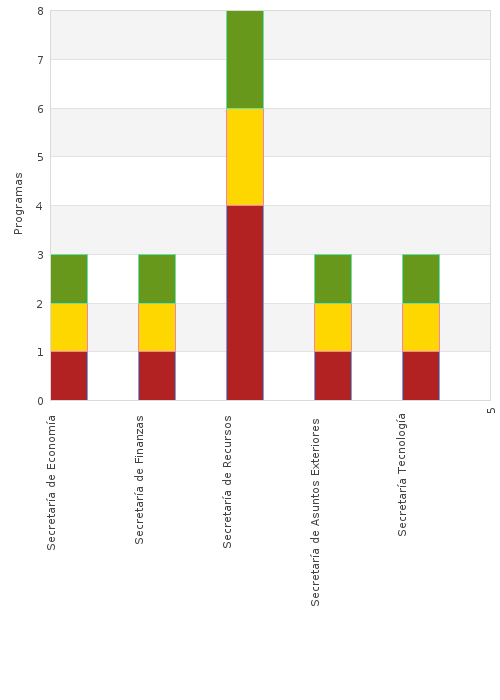 8
7
6
5
4
3
2
1
0
Programas
Secretaría de Economía
Secretaría de Finanzas
Secretaría de Recursos
Secretaría de Asuntos Exteriores
Secretaría Tecnología
5